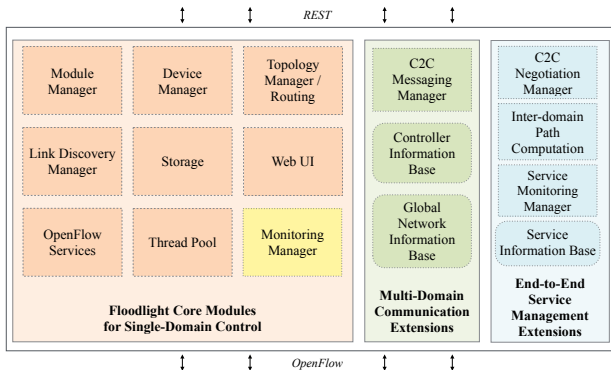 REST
Module
Manager
Device
Manager
Topology
Manager /
Routing
Link Discovery
Manager
Storage
Web UI
OpenFlow
Services
Thread Pool
Monitoring
Manager
Floodlight Core Modules
for Single-Domain Control
C2C
Messaging
Manager
Controller
Information
Base
Global
Network
Information
Base
Multi-Domain
Communication
Extensions
C2C
Negotiation
Manager
Inter-domain
Path
Computation
Service
Monitoring
Manager
Service
Information Base
End-to-End
Service
Management
Extensions
OpenFlow